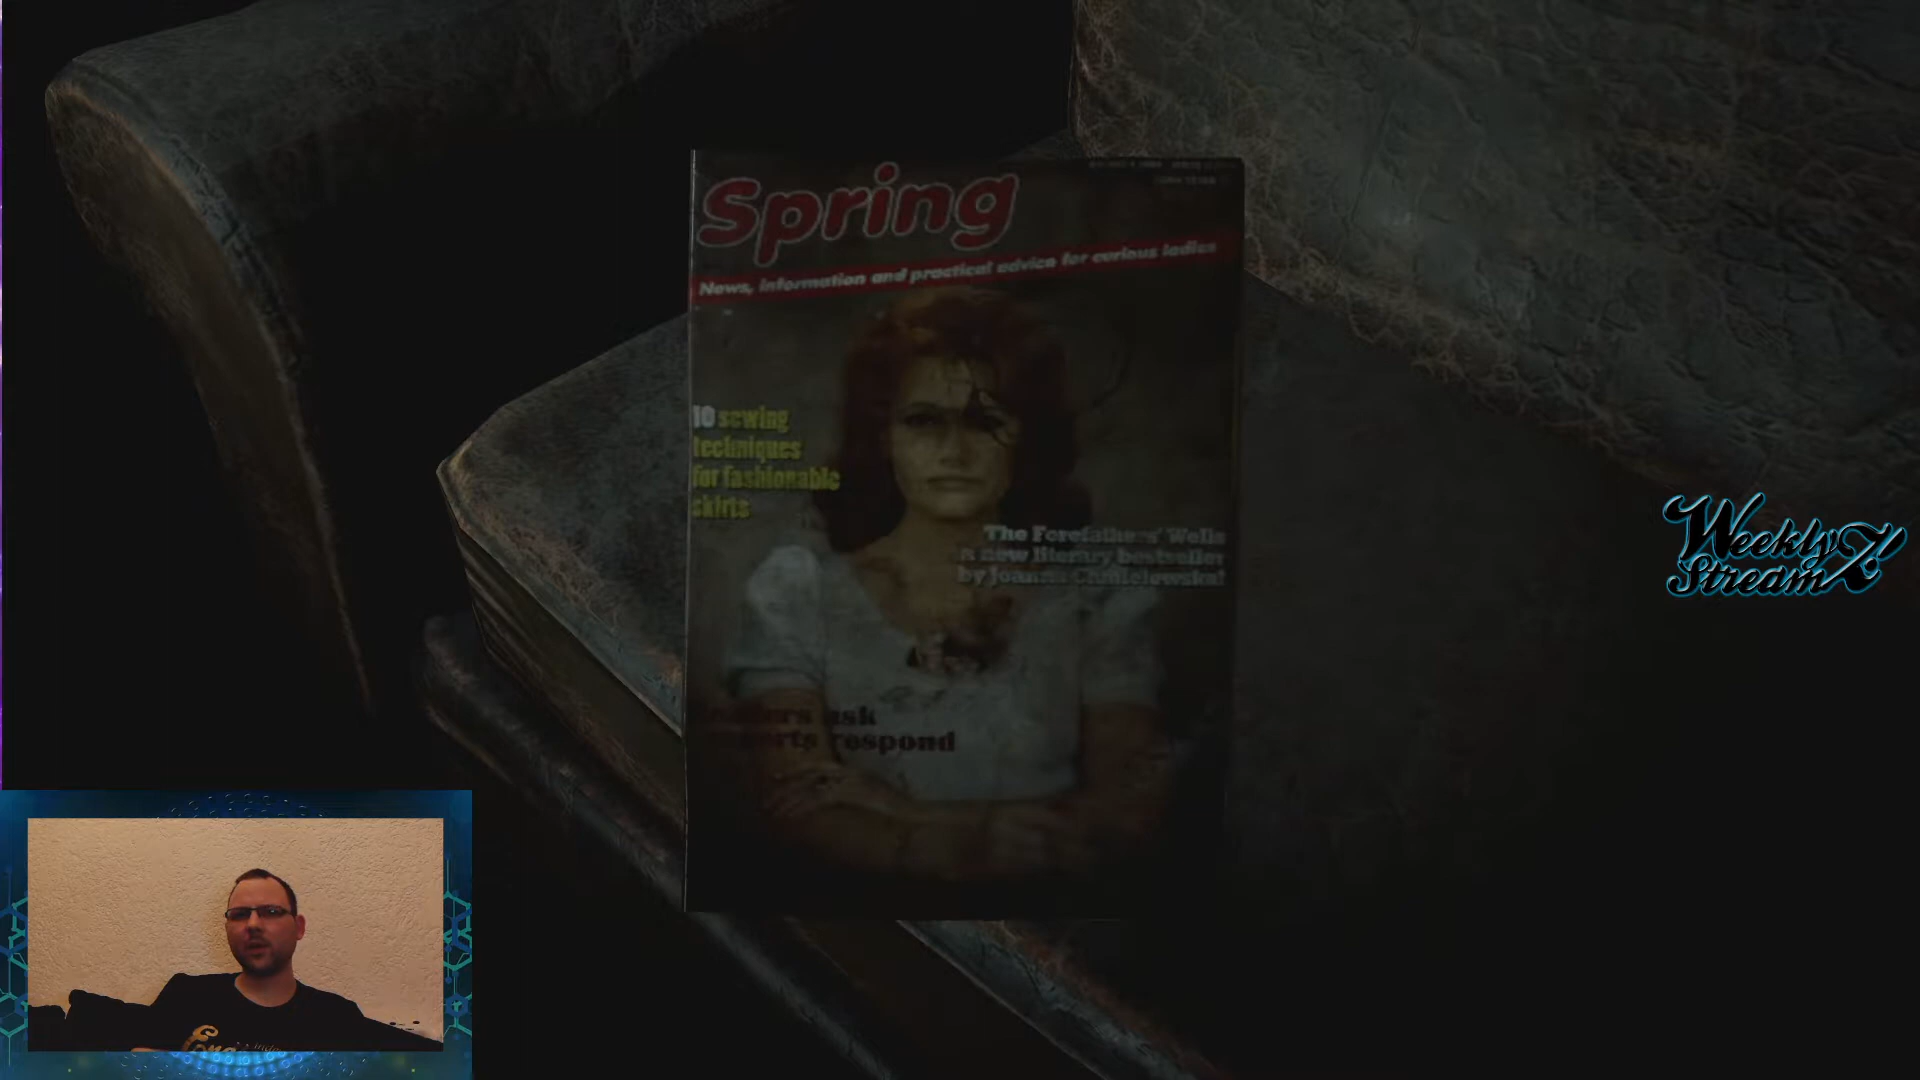 Spring
News, information and practical advice for curious ladies
10 sewing
techniques
for fashionable
skirts
The Forefathers' Wells
a new literary bestseller
by Joanna Chmielewska!
ask
respond
Weekly
Stream